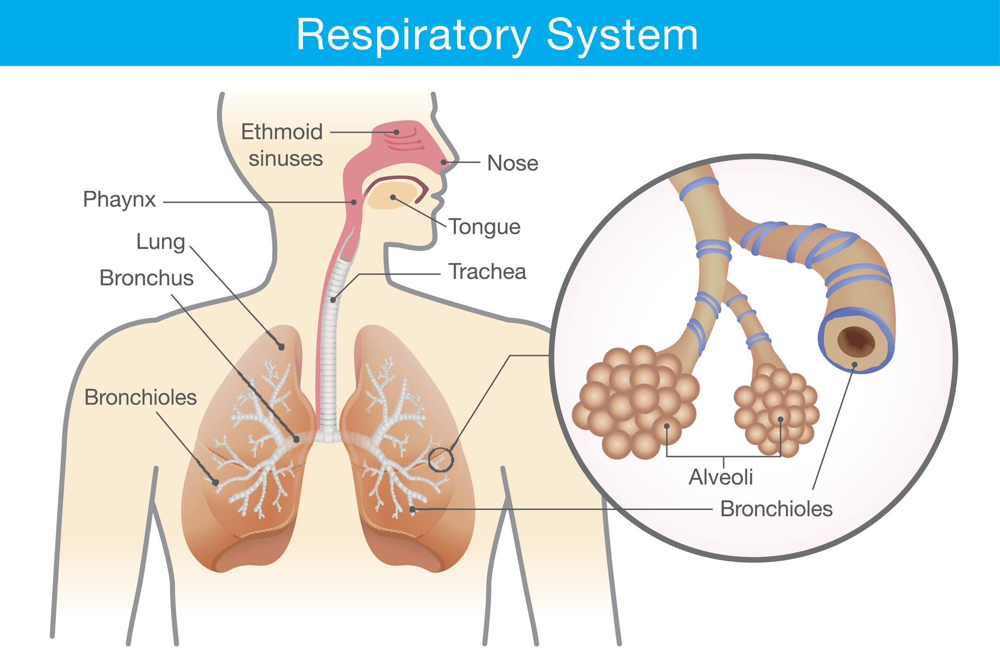 Respiratory System
Ethmoid
sinuses
Nose
Phaynx
Tongue
Lung
Trachea
Bronchus
Bronchioles
Alveoli
Bronchioles